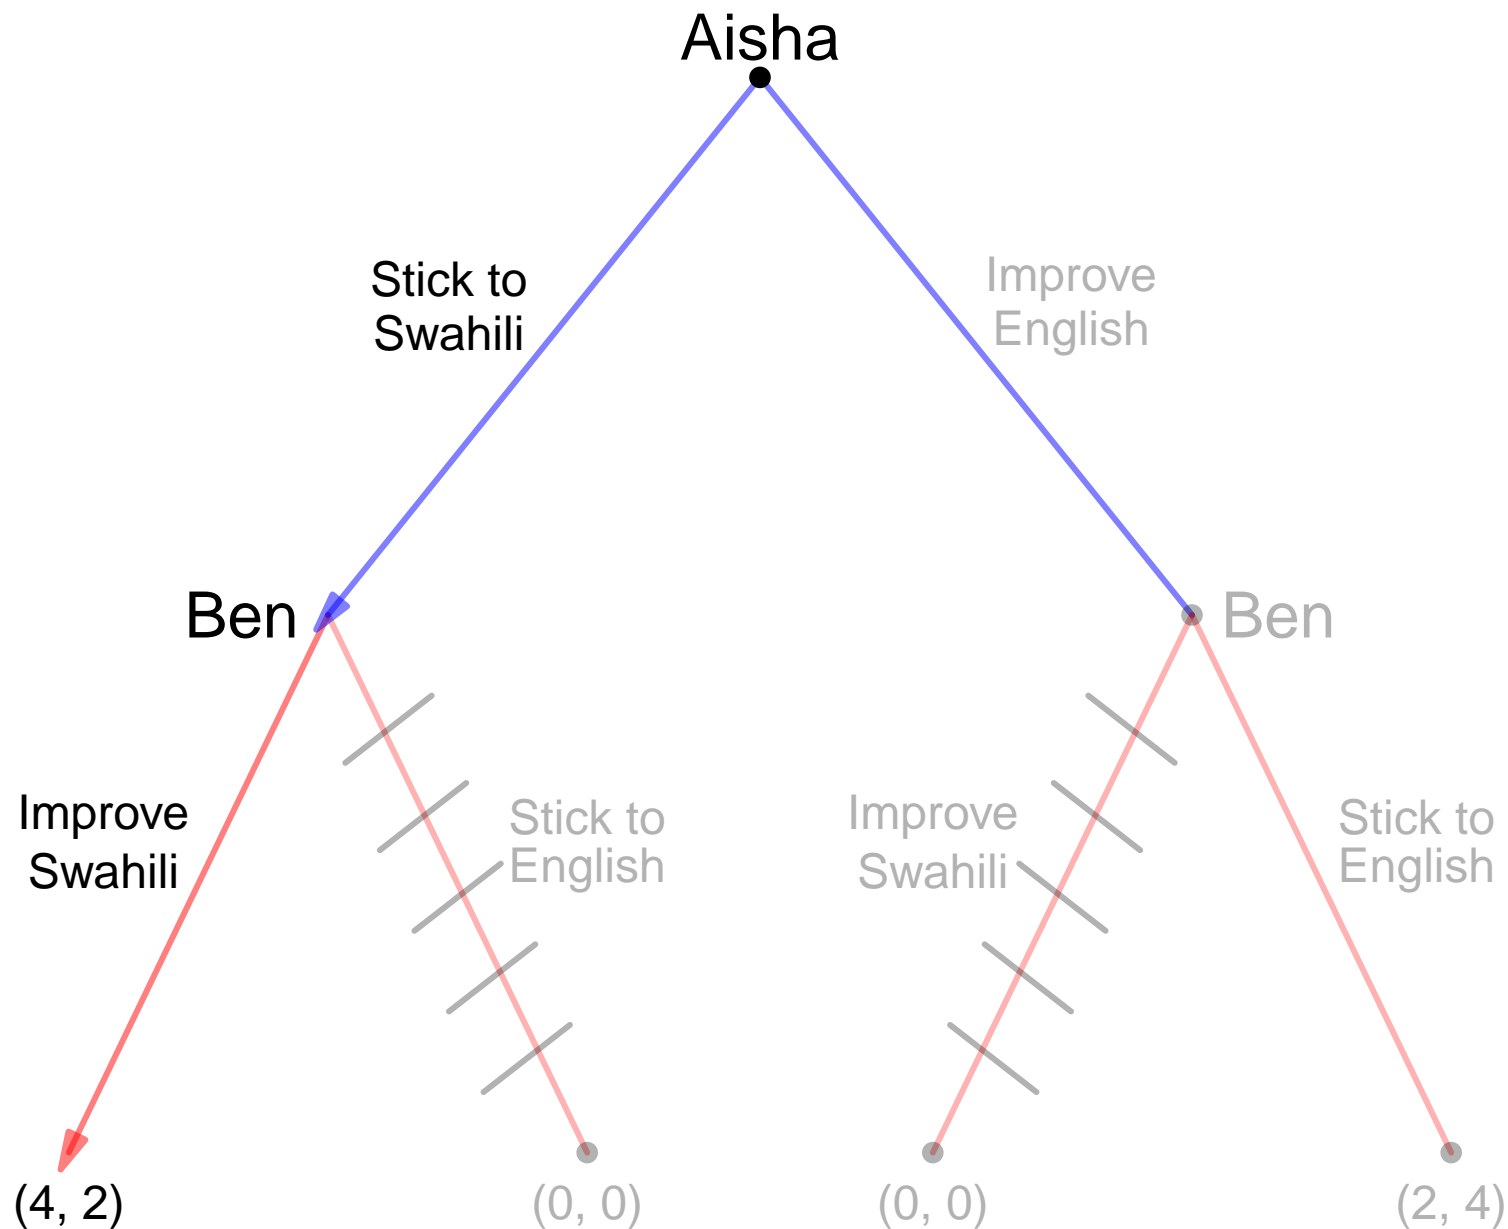 Aisha
Stick to
Swahili
Improve
English
Ben
Ben
Improve
Swahili
Stick to
English
Improve
Swahili
Stick to
English
(4, 2)
(0, 0)
(0, 0)
(2, 4)